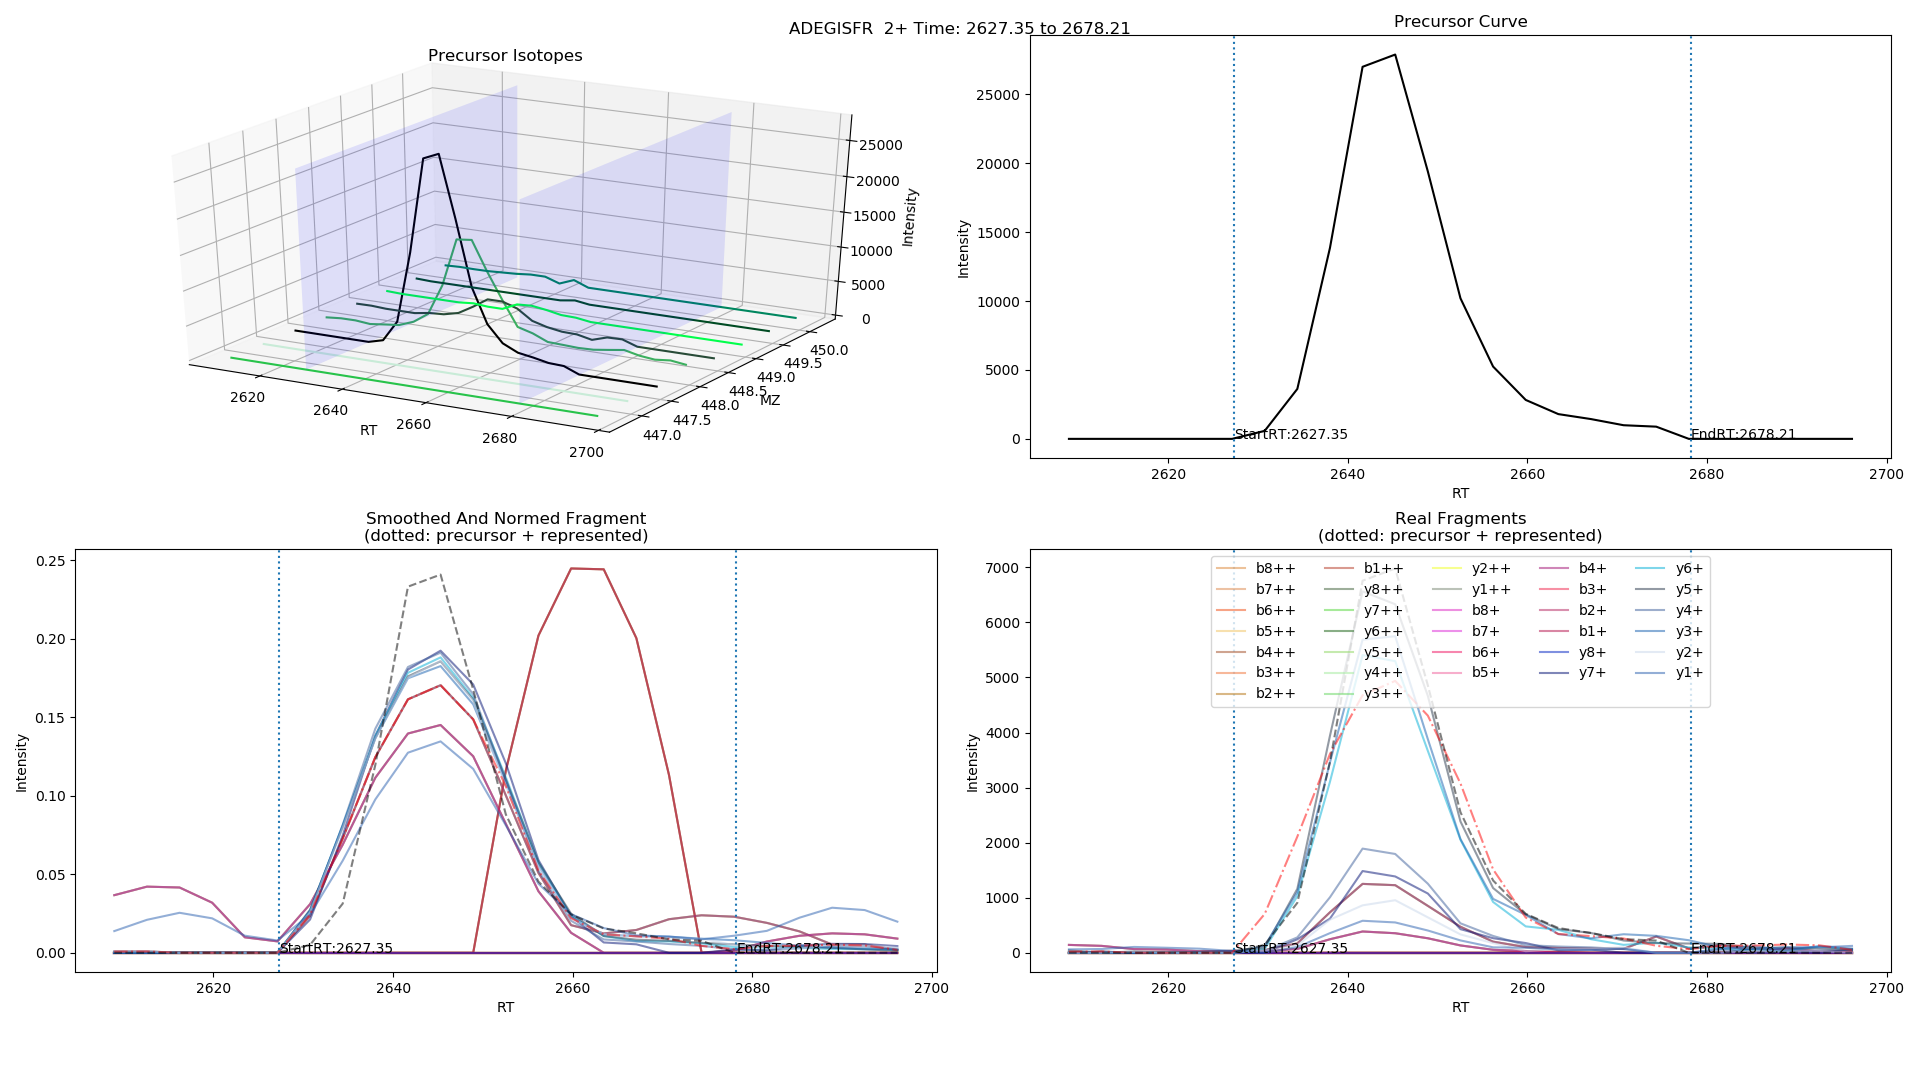 ADEGISFR  2+ Time: 2627.35 to 2678.21
Precursor Isotopes
25000
20000
15000
10000
5000
0
Intensity
2620
2640
2660
2680
2700
RT
447.0
447.5
448.0
448.5
449.0
449.5
450.0
MZ
Precursor Curve
25000
20000
15000
10000
5000
0
Intensity
StartRT:2627.35
EndRT:2678.21
2620
2640
2660
2680
2700
RT
Smoothed And Normed Fragment
(dotted: precursor + represented)
0.25
0.20
0.15
0.10
0.05
0.00
Intensity
StartRT:2627.35
EndRT:2678.21
2620
2640
2660
2680
2700
RT
Real Fragments
(dotted: precursor + represented)
7000
6000
5000
4000
3000
2000
1000
0
Intensity
b8++
b7++
b6++
b5++
b4++
b3++
b2++
b1++
y8++
y7++
y6++
y5++
y4++
y3++
y2++
y1++
b8+
b7+
b6+
b5+
b4+
b3+
b2+
b1+
y8+
y7+
y6+
y5+
y4+
y3+
y2+
y1+
StartRT:2627.35
EndRT:2678.21
2620
2640
2660
2680
2700
RT